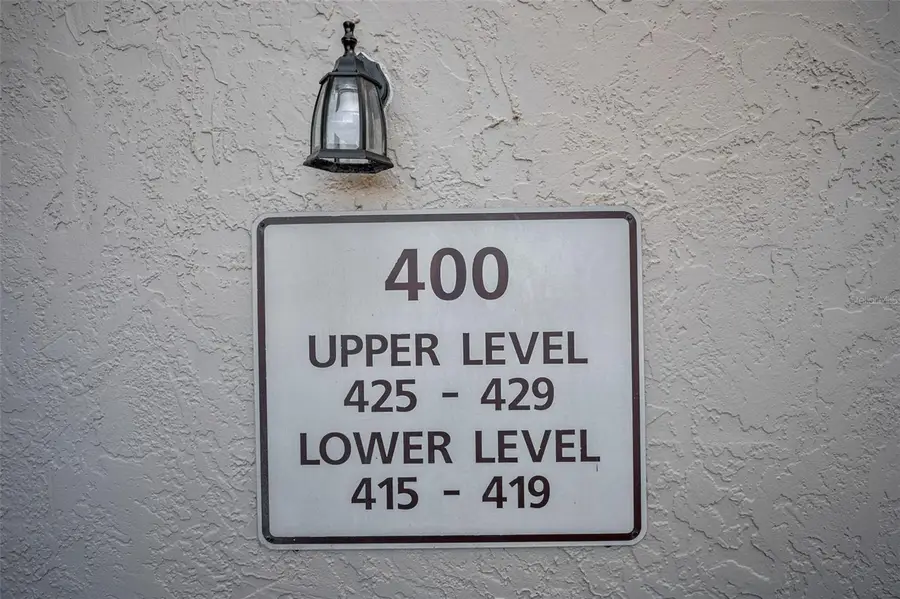 400
UPPER LEVEL
425 - 429
LOWER LEVEL
415 - 419